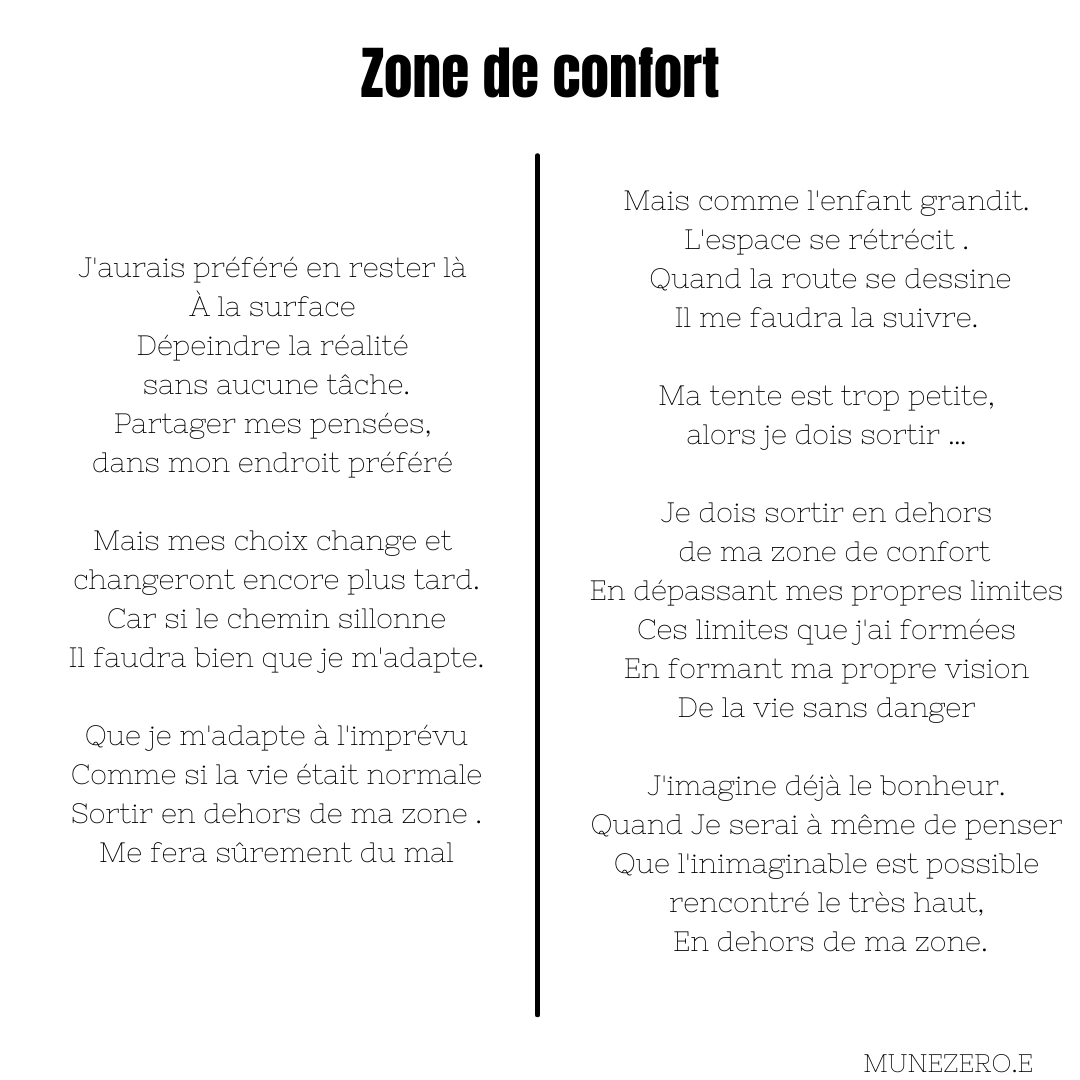 Zone de confort
J'aurais préféré en rester là
À la surface
Dépeindre la réalité
sans aucune tâche.
Partager mes pensées,
dans mon endroit préféré
Mais mes choix change et
changeront encore plus tard.
Car si le chemin sillonne
Il faudra bien que je m'adapte.
Que je m'adapte à l'imprévu
Comme si la vie était normale
Sortir en dehors de ma zone .
Me fera sûrement du mal
Mais comme l'enfant grandit.
L'espace se rétrécit .
Quand la route se dessine
Il me faudra la suivre.
Ma tente est trop petite,
alors je dois sortir ...
Je dois sortir en dehors
de ma zone de confort
En dépassant mes propres limites
Ces limites que j'ai formées
En formant ma propre vision
De la vie sans danger
J'imagine déjà le bonheur.
Quand Je serai à même de penser
Que l'inimaginable est possible
rencontré le très haut,
En dehors de ma zone.
MUNEZERO.E